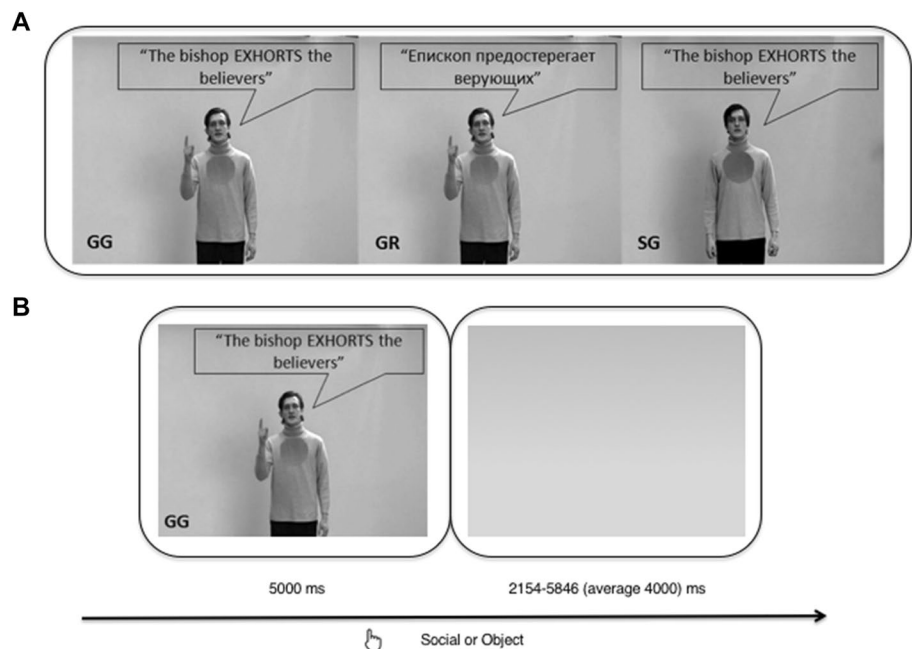 A
“The bishop EXHORTS the
believers”
GG
“Епископ предостерегает
верующих”
GR
“The bishop EXHORTS the
believers”
SG
B
“The bishop EXHORTS the
believers”
GG
5000 ms
2154-5846 (average 4000) ms
Social or Object